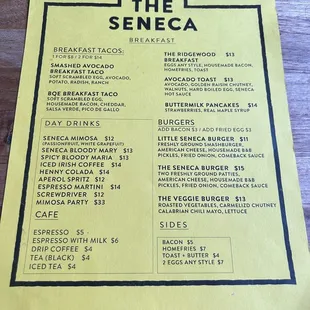 THE
SENECA
BREAKFAST
BREAKFAST TACOS:
1 FOR $8 | 2 FOR $14
SMASHED AVOCADO
BREAKFAST TACO
SOFT SCRAMBLED EGG, AVOCADO,
POTATO, RADISH, RANCH
BQE BREAKFAST TACO
SOFT SCRAMBLED EGG,
HOUSEMADE BACON, CHEDDAR,
SALSA VERDE, PICO DE GALLO
THE RIDGEWOOD $13
BREAKFAST
EGGS ANY STYLE, HOUSEMADE BACON,
HOMEFRIES, TOAST
AVOCADO TOAST $13
AVOCADO, GOLDEN RAISIN CHUTNEY,
WALNUTS, HARD BOILED EGG, SENECA
HOT SAUCE
BUTTERMILK PANCAKES $14
STRAWBERRIES, REAL MAPLE SYRUP
DAY DRINKS
SENECA MIMOSA $12
(PASSIONFRUIT, WHITE GRAPEFRUIT)
SENECA BLOODY MARY $13
SPICY BLOODY MARIA $13
ICED IRISH COFFEE $14
HENNY COLADA $14
APEROL SPRITZ $12
ESPRESSO MARTINI $14
SCREWDRIVER $12
MIMOSA PARTY $33
BURGERS
ADD BACON $3 / ADD FRIED EGG $3
LITTLE SENECA BURGER $11
FRESHLY GROUND SMASHBURGER,
AMERICAN CHEESE, HOUSEMADE B&B
PICKLES, FRIED ONION, COMEBACK SAUCE
THE SENECA BURGER $15
TWO FRESHLY GROUND PATTIES,
AMERICAN CHEESE, HOUSEMADE B&B
PICKLES, FRIED ONION, COMEBACK SAUCE
THE VEGGIE BURGER $13
ROASTED VEGETABLES, CARMELIZD CHUTNEY
CALABRIAN CHILI MAYO, LETTUCE
CAFE
ESPRESSO $5
ESPRESSO WITH MILK $6
DRIP COFFEE $4
TEA (BLACK) $4
ICED TEA $4
SIDES
BACON $5
HOMEFRIES $7
TOAST + BUTTER $4
2 EGGS ANY STYLE $7